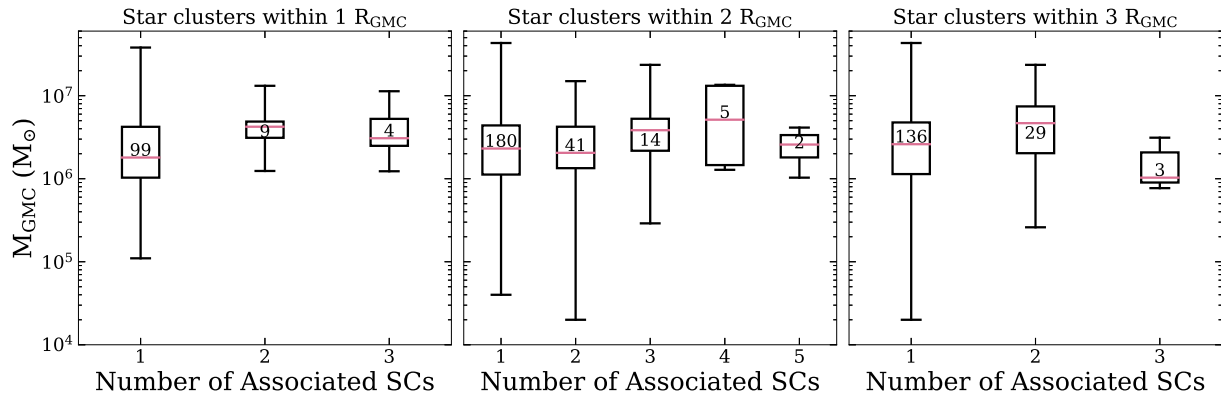 Star clusters within 1 R_GMC
Star clusters within 2 R_GMC
Star clusters within 3 R_GMC
M_GMC (M_⊙)
10^7
10^6
10^5
10^4
99
9
4
180
41
14
5
2
136
29
3
1 2 3
1 2 3 4 5
1 2 3
Number of Associated SCs
Number of Associated SCs
Number of Associated SCs